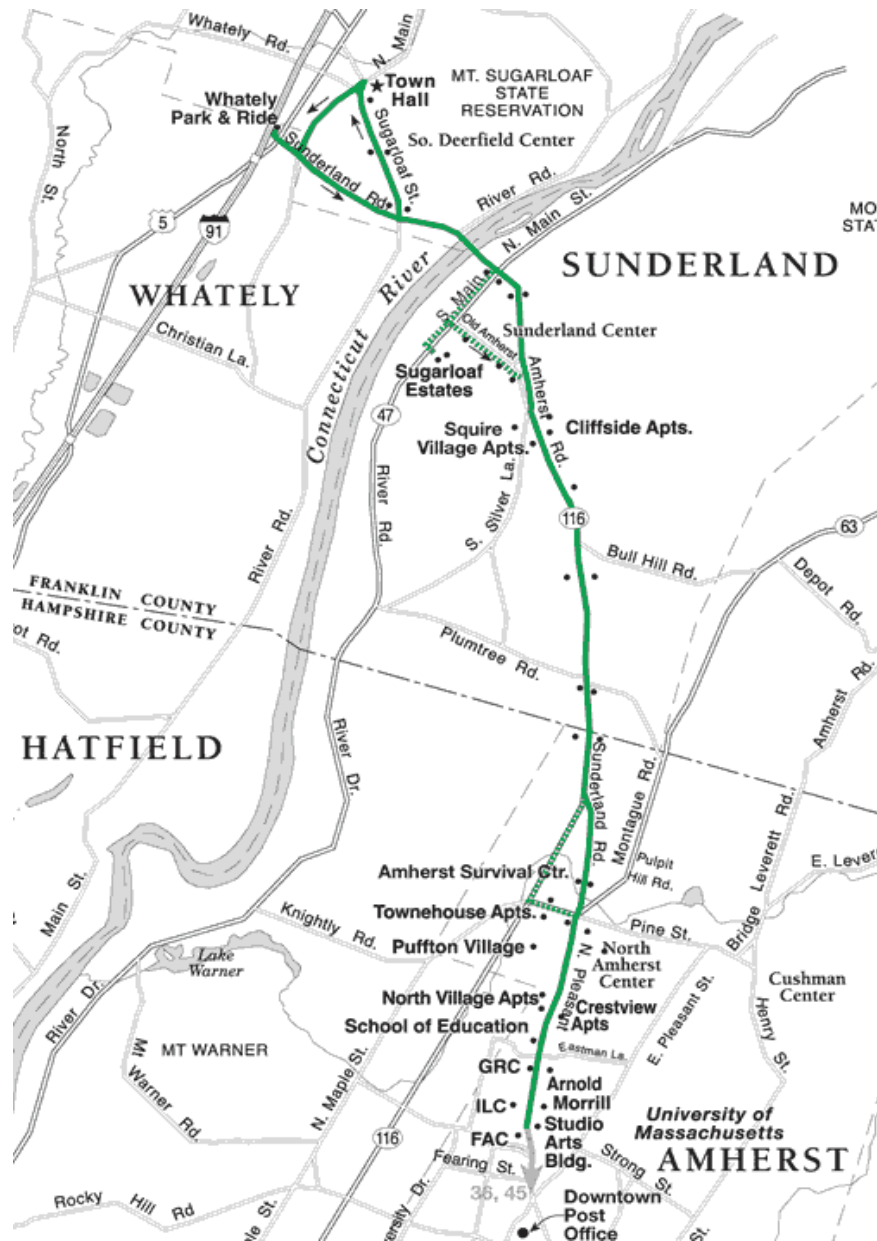 Whately Rd.
N. Main
Town
Hall
MT. SUGARLOAF
STATE
RESERVATION
Whately
Park & Ride
So. Deerfield Center
North St.
Sunderland Rd.
Sugarloaf St.
River Rd.
N. Main St.
MO
STAT
5
91
SUNDERLAND
WHATELY
Connecticut River
S. Main
Old Amherst
Sunderland Center
Christian La.
Sugarloaf
Estates
Amherst Rd.
47
Squire
Village Apts.
Cliffside Apts.
River Rd.
S. Silver La.
116
63
River Rd.
Bull Hill Rd.
Depot Rd.
FRANKLIN COUNTY
HAMPSHIRE COUNTY
ot Rd.
Plumtree Rd.
Amherst Rd.
HATFIELD
River Dr.
Sunderland Rd.
Montague Rd.
Bridge Leverett Rd.
Amherst Survival Ctr.
Pulpit
Hill Rd.
E. Lever
Main St.
Knightly Rd.
Townehouse Apts.
Pine St.
Puffton Village
N. Pleasant
North
Amherst
Center
Lake
Warner
Cushman
Center
River Dr.
North Village Apts
Crestview
Apts
School of Education
E. Pleasant St.
Henry St.
MT WARNER
Eastman La.
Mt Warner Rd.
N. Maple St.
GRC
Arnold
Morrill
ILC
Studio
Arts
Bldg.
University of
Massachusetts
116
FAC
AMHERST
Fearing St.
Strong St.
36, 45
Rocky Hill Rd
ple St.
ersity Dr.
Downtown
Post
Office
St.